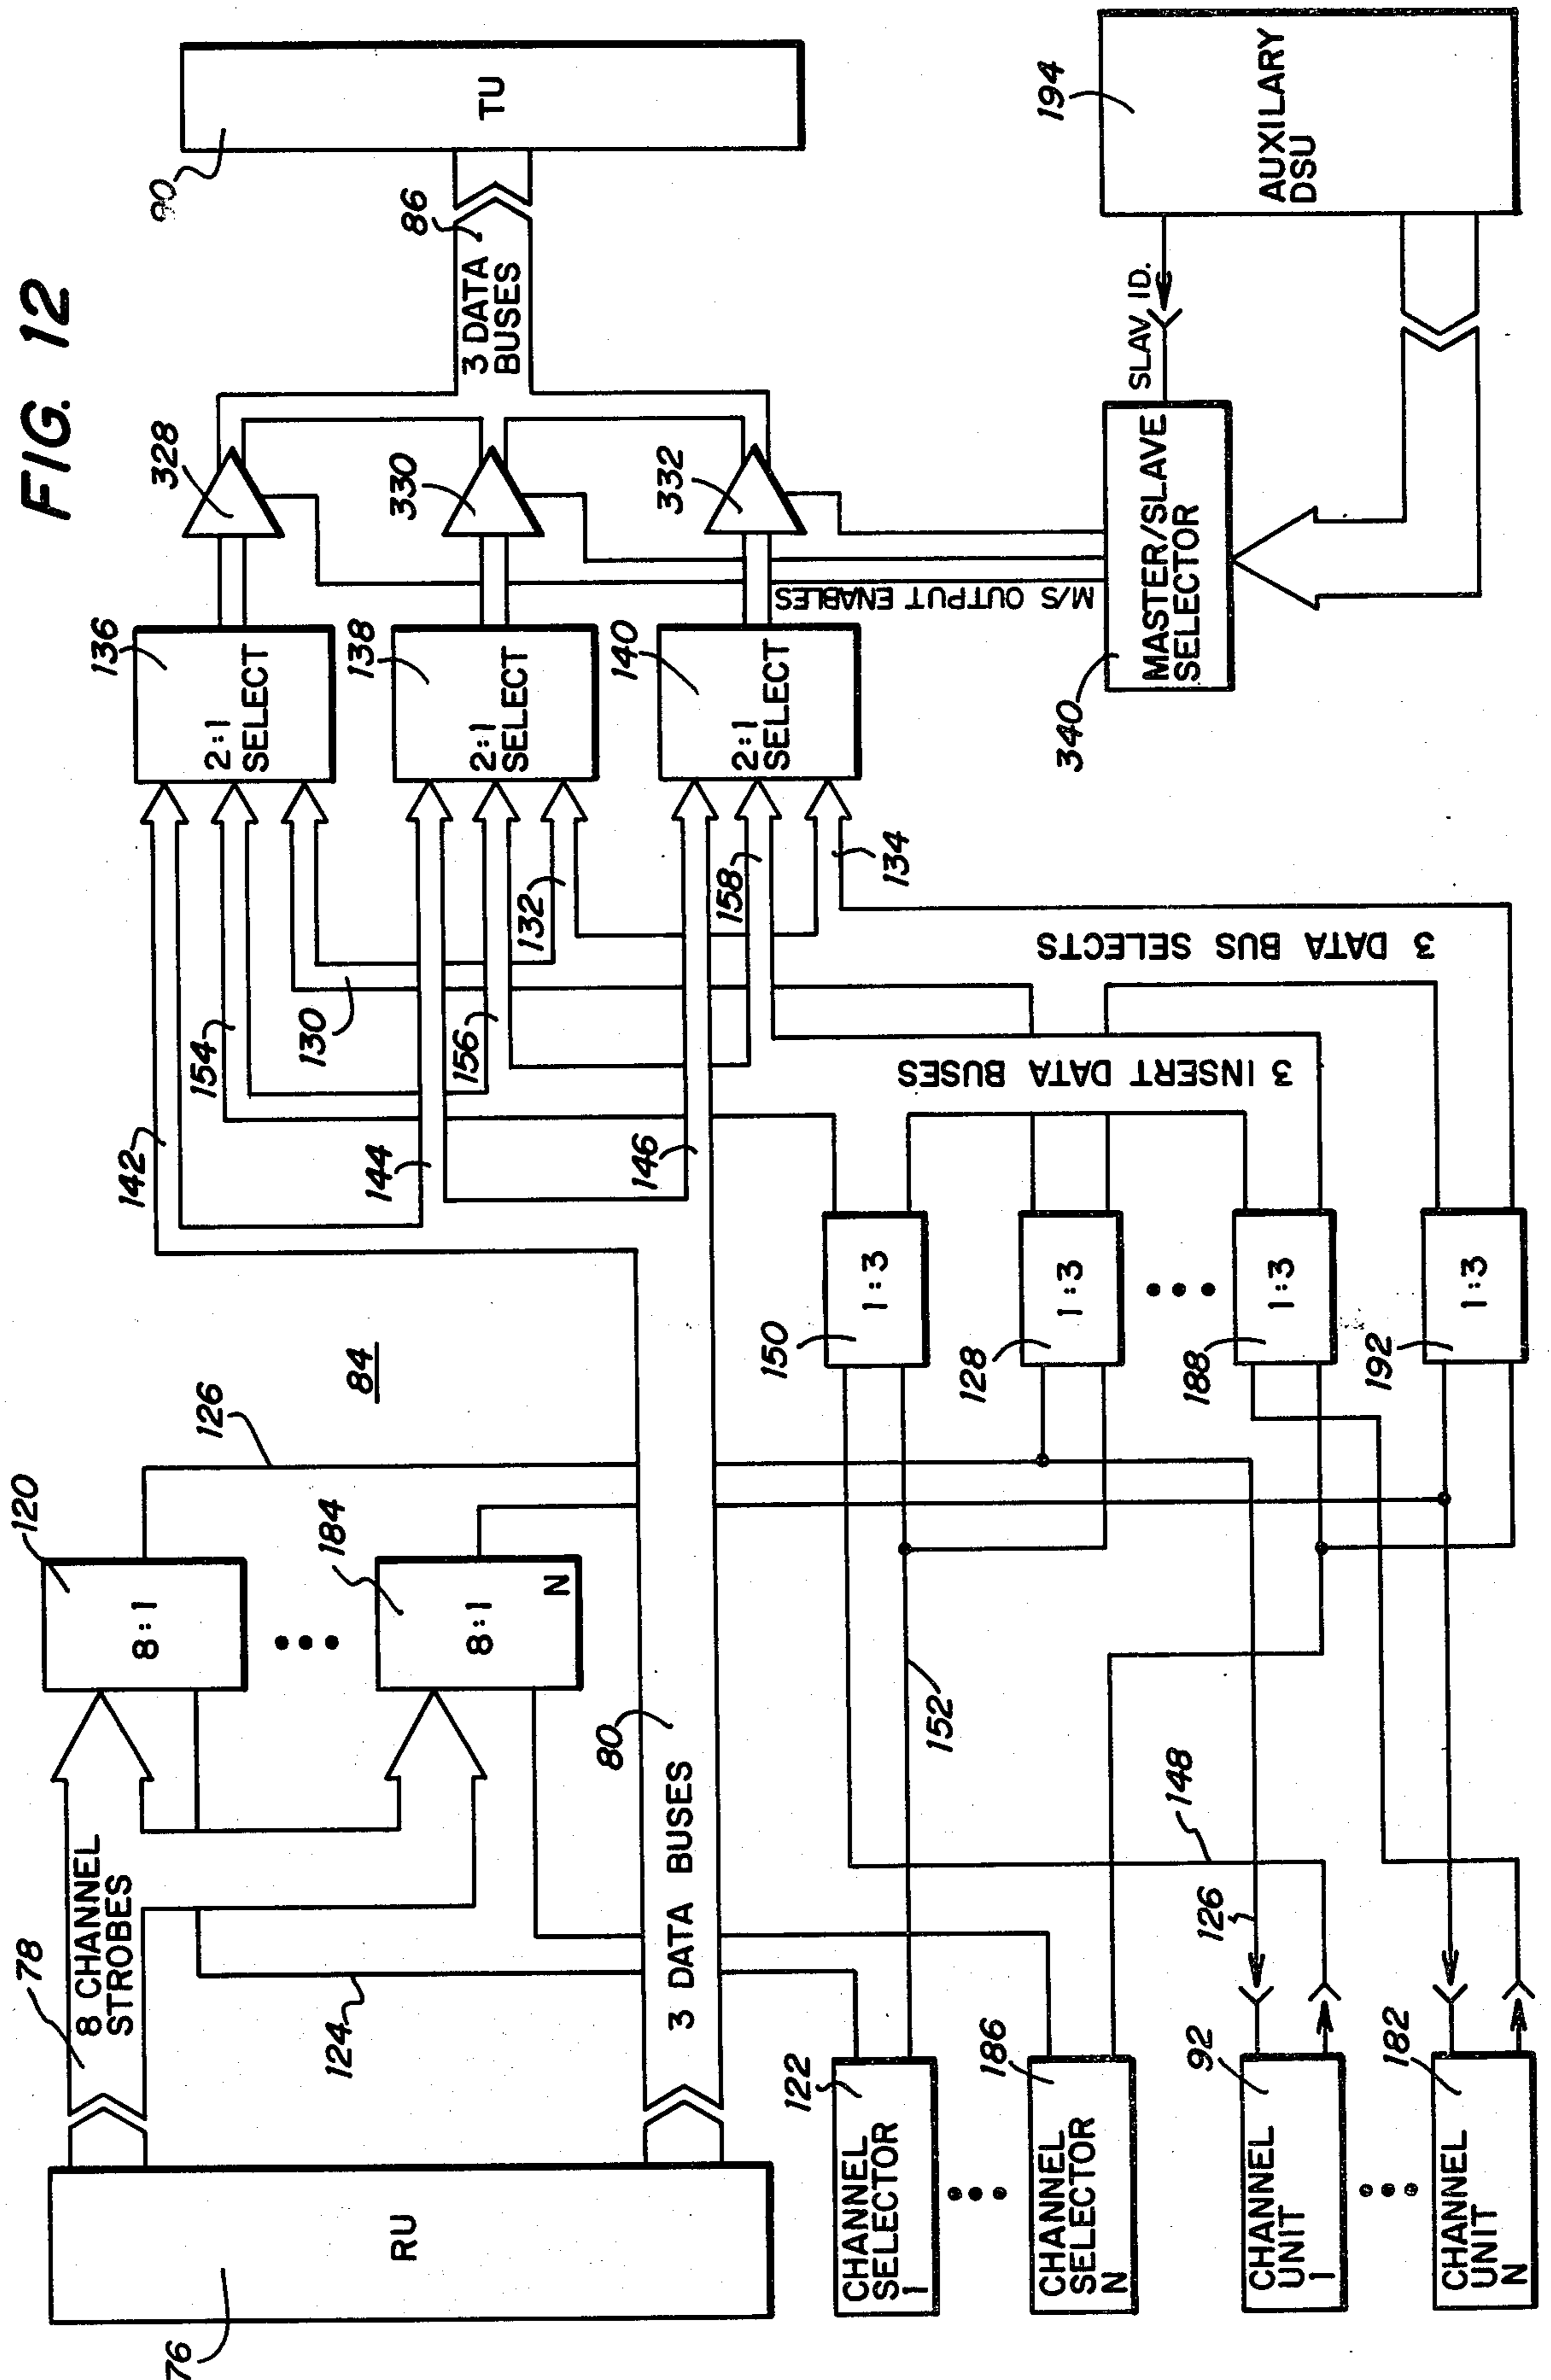 FIG. 12
76
RU
78
8 CHANNEL
STROBES
120
8:1
184
8:1
N
124
126
84
80
3 DATA BUSES
142
154
130
144
156
132
146
158
134
136
2:1
SELECT
138
2:1
SELECT
140
2:1
SELECT
328
330
332
3 DATA
BUSES
86
90
TU
M/S OUTPUT ENABLES
340
MASTER/SLAVE
SELECTOR
SLAV ID.
194
AUXILARY
DSU
3 DATA BUS SELECTS
3 INSERT DATA BUSES
150
1:3
128
1:3
188
1:3
192
1:3
152
148
126
122
CHANNEL
SELECTOR
1
186
CHANNEL
SELECTOR
N
92
CHANNEL
UNIT
1
182
CHANNEL
UNIT
N